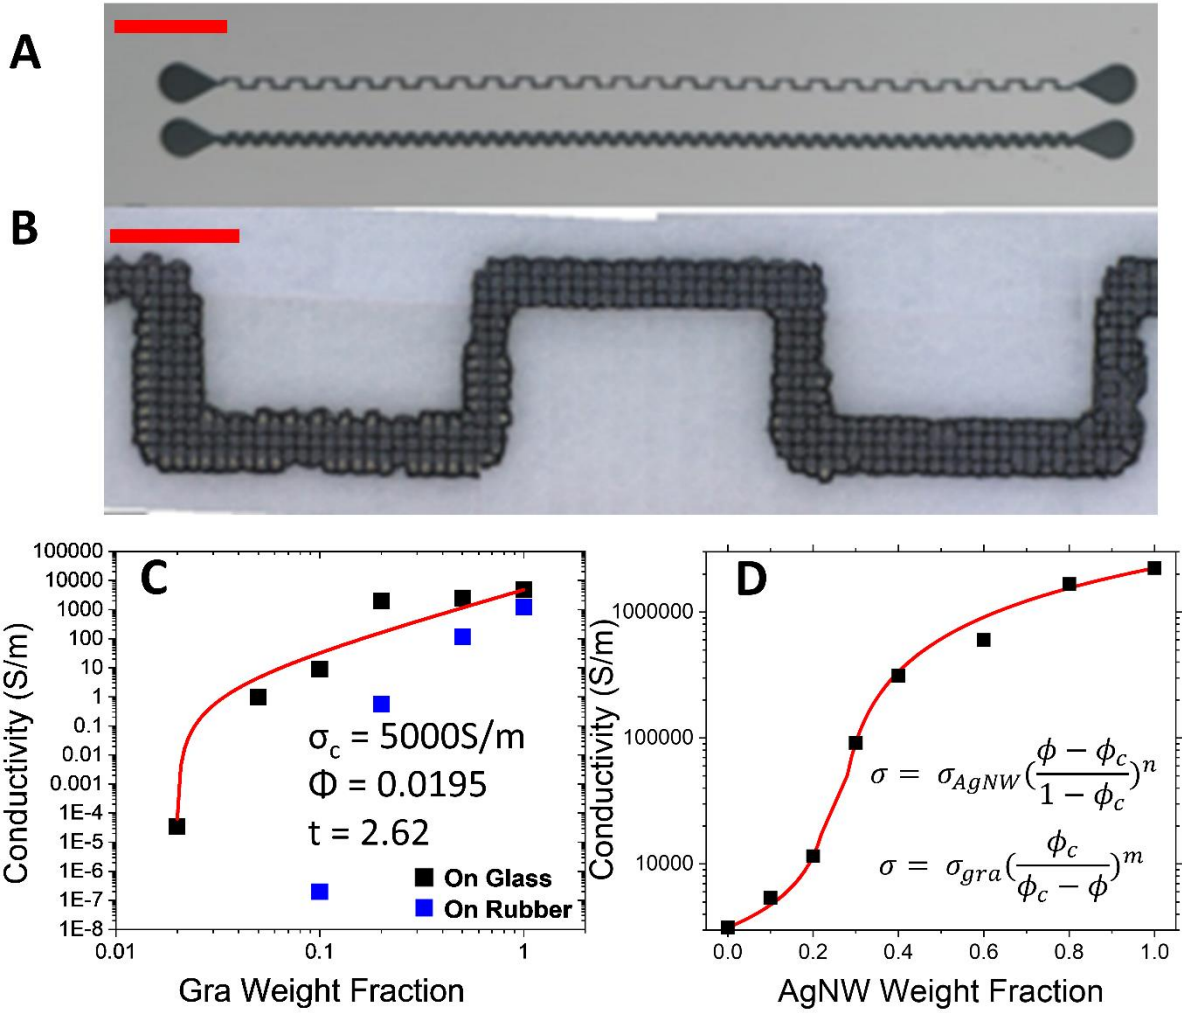 A
B
C
100000
10000
1000
100
10
1
0.1
0.01
0.001
1E-4
1E-5
1E-6
1E-7
1E-8
Conductivity (S/m)
σc = 5000S/m
Φ = 0.0195
t = 2.62
On Glass
On Rubber
0.01 0.1 1
Gra Weight Fraction
D
1000000
100000
10000
Conductivity (S/m)
σ = σAgNW((ϕ − ϕc)/(1 − ϕc))^n
σ = σgra(ϕc/(ϕc − ϕ))^m
0.0 0.2 0.4 0.6 0.8 1.0
AgNW Weight Fraction